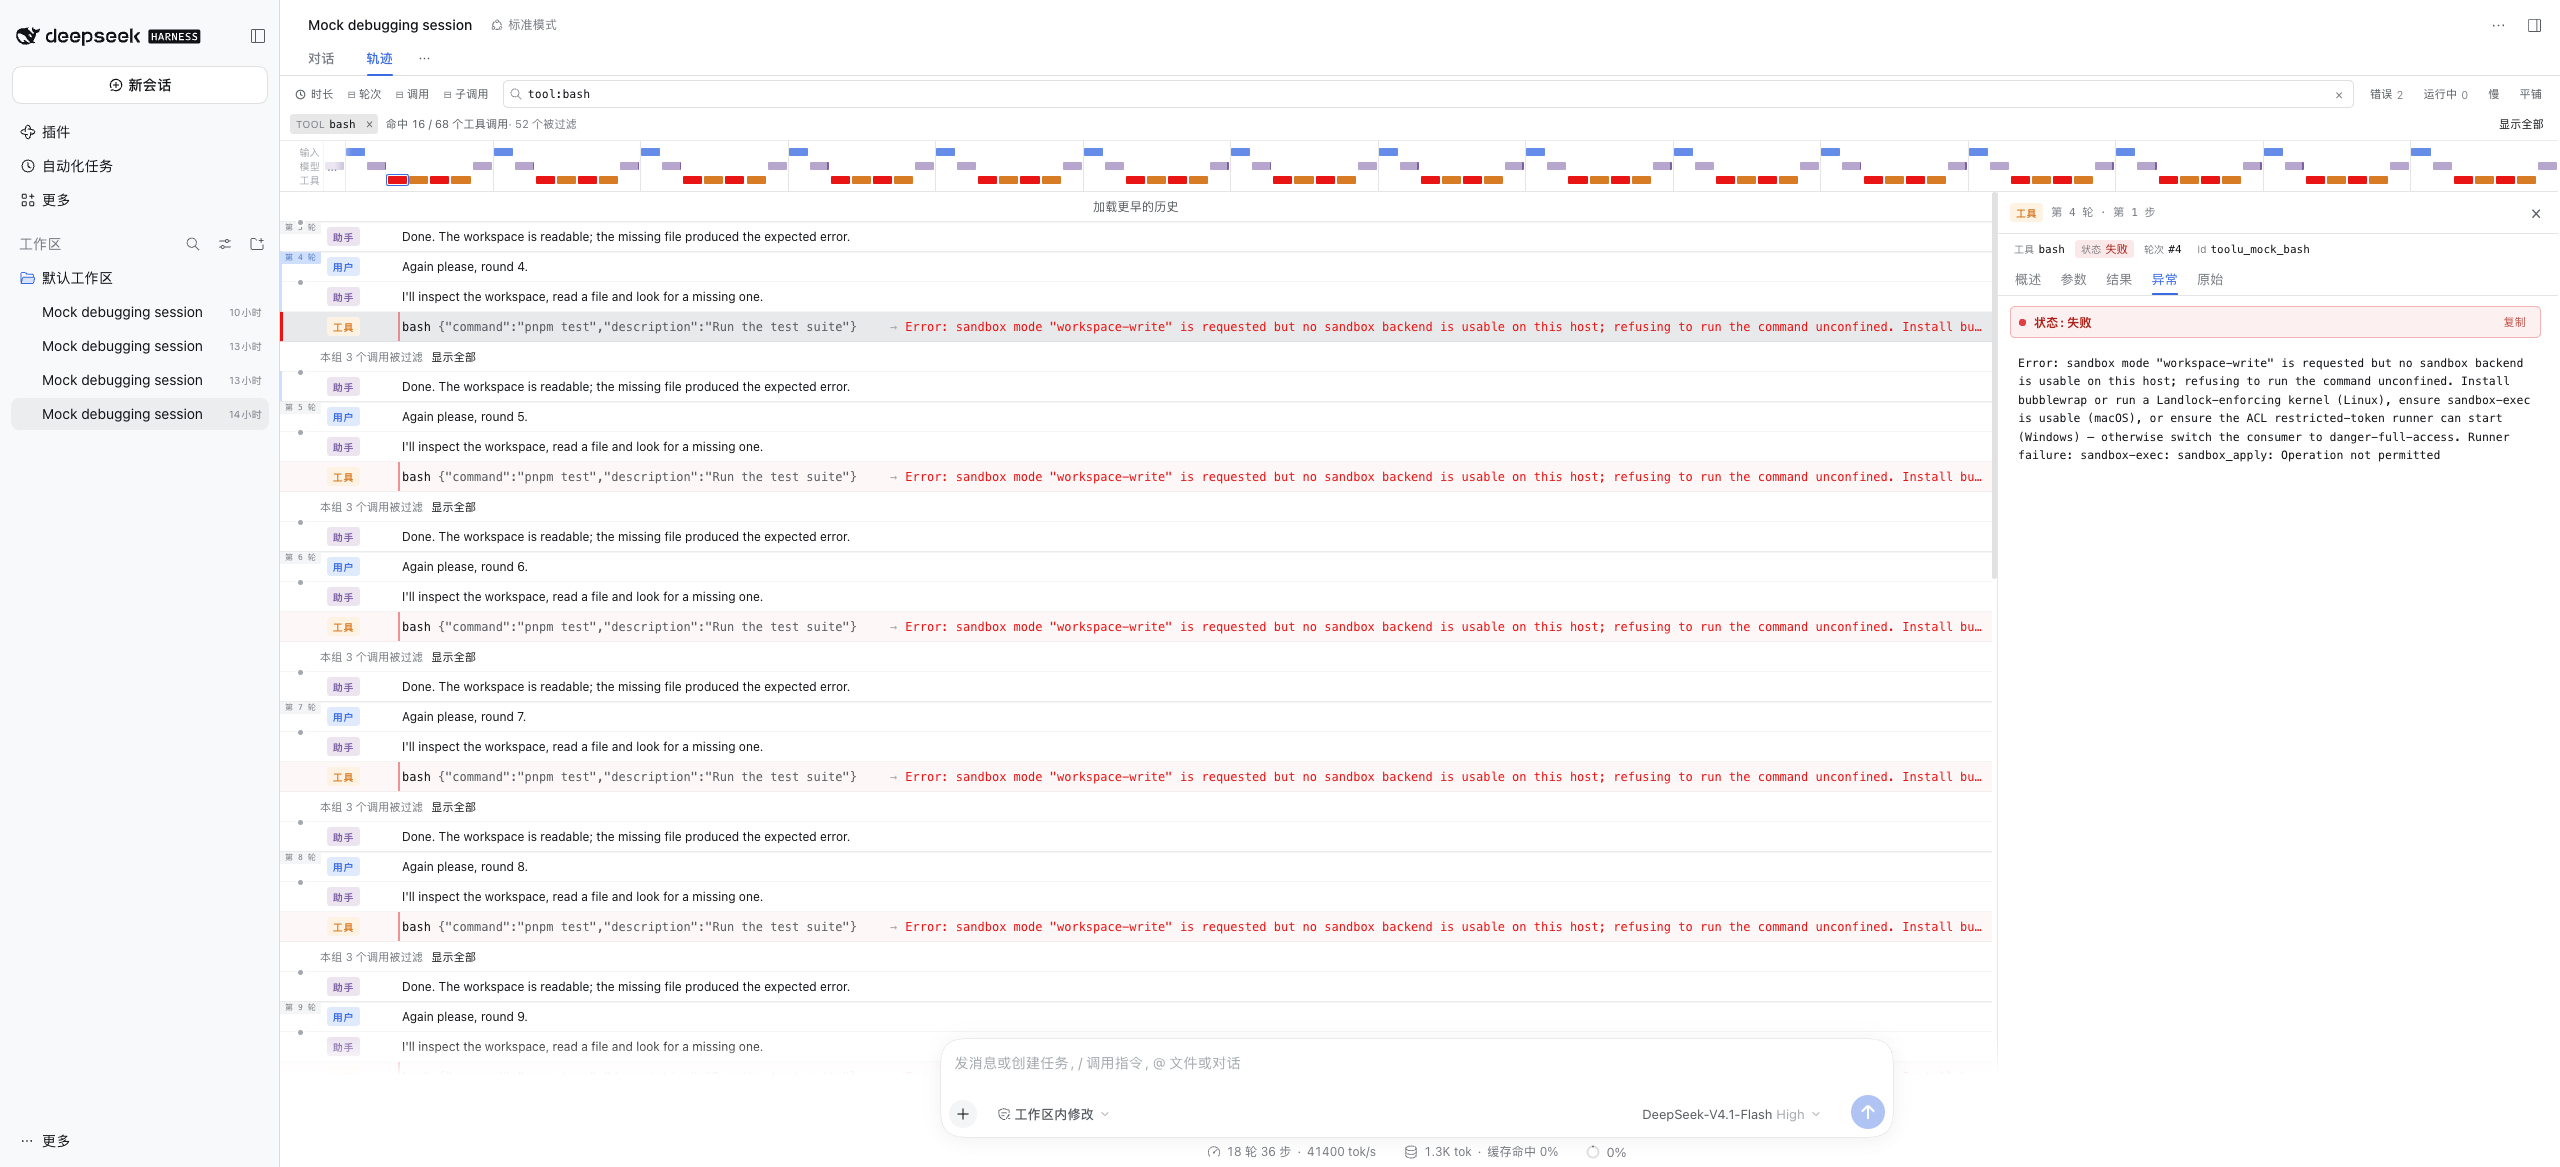 deepseek HARNESS
新会话
插件
自动化任务
更多
工作区
默认工作区
Mock debugging session 10小时
Mock debugging session 13小时
Mock debugging session 13小时
Mock debugging session 14小时
... 更多
Mock debugging session 标准模式
对话 轨迹 ...
时长 轮次 调用 子调用 tool:bash × 错误 2 运行中 0 慢 平铺
TOOL bash × 命中 16 / 68 个工具调用· 52 个被过滤 显示全部
输入
模型 ...
工具
加载更早的历史
助手 Done. The workspace is readable; the missing file produced the expected error.
第 4 轮 用户 Again please, round 4.
助手 I'll inspect the workspace, read a file and look for a missing one.
工具 bash {"command":"pnpm test","description":"Run the test suite"} → Error: sandbox mode "workspace-write" is requested but no sandbox backend is usable on this host; refusing to run the command unconfined. Install bu…
本组 3 个调用被过滤 显示全部
助手 Done. The workspace is readable; the missing file produced the expected error.
第 5 轮 用户 Again please, round 5.
助手 I'll inspect the workspace, read a file and look for a missing one.
工具 bash {"command":"pnpm test","description":"Run the test suite"} → Error: sandbox mode "workspace-write" is requested but no sandbox backend is usable on this host; refusing to run the command unconfined. Install bu…
本组 3 个调用被过滤 显示全部
助手 Done. The workspace is readable; the missing file produced the expected error.
第 6 轮 用户 Again please, round 6.
助手 I'll inspect the workspace, read a file and look for a missing one.
工具 bash {"command":"pnpm test","description":"Run the test suite"} → Error: sandbox mode "workspace-write" is requested but no sandbox backend is usable on this host; refusing to run the command unconfined. Install bu…
本组 3 个调用被过滤 显示全部
助手 Done. The workspace is readable; the missing file produced the expected error.
第 7 轮 用户 Again please, round 7.
助手 I'll inspect the workspace, read a file and look for a missing one.
工具 bash {"command":"pnpm test","description":"Run the test suite"} → Error: sandbox mode "workspace-write" is requested but no sandbox backend is usable on this host; refusing to run the command unconfined. Install bu…
本组 3 个调用被过滤 显示全部
助手 Done. The workspace is readable; the missing file produced the expected error.
第 8 轮 用户 Again please, round 8.
助手 I'll inspect the workspace, read a file and look for a missing one.
工具 bash {"command":"pnpm test","description":"Run the test suite"} → Error: sandbox mode "workspace-write" is requested but no sandbox backend is usable on this host; refusing to run the command unconfined. Install bu…
本组 3 个调用被过滤 显示全部
助手 Done. The workspace is readable; the missing file produced the expected error.
第 9 轮 用户 Again please, round 9.
助手 I'll inspect the workspace, read a file and look for a missing one.
工具 第 4 轮 · 第 1 步 ×
工具 bash 状态 失败 轮次 #4 id toolu_mock_bash
概述 参数 结果 异常 原始
状态: 失败 复制
Error: sandbox mode "workspace-write" is requested but no sandbox backend
is usable on this host; refusing to run the command unconfined. Install
bubblewrap or run a Landlock-enforcing kernel (Linux), ensure sandbox-exec
is usable (macOS), or ensure the ACL restricted-token runner can start
(Windows) — otherwise switch the consumer to danger-full-access. Runner
failure: sandbox-exec: sandbox_apply: Operation not permitted
发消息或创建任务, / 调用指令, @ 文件或对话
+ 工作区内修改 DeepSeek-V4.1-Flash High
18 轮 36 步 · 41400 tok/s 1.3K tok · 缓存命中 0% 0%